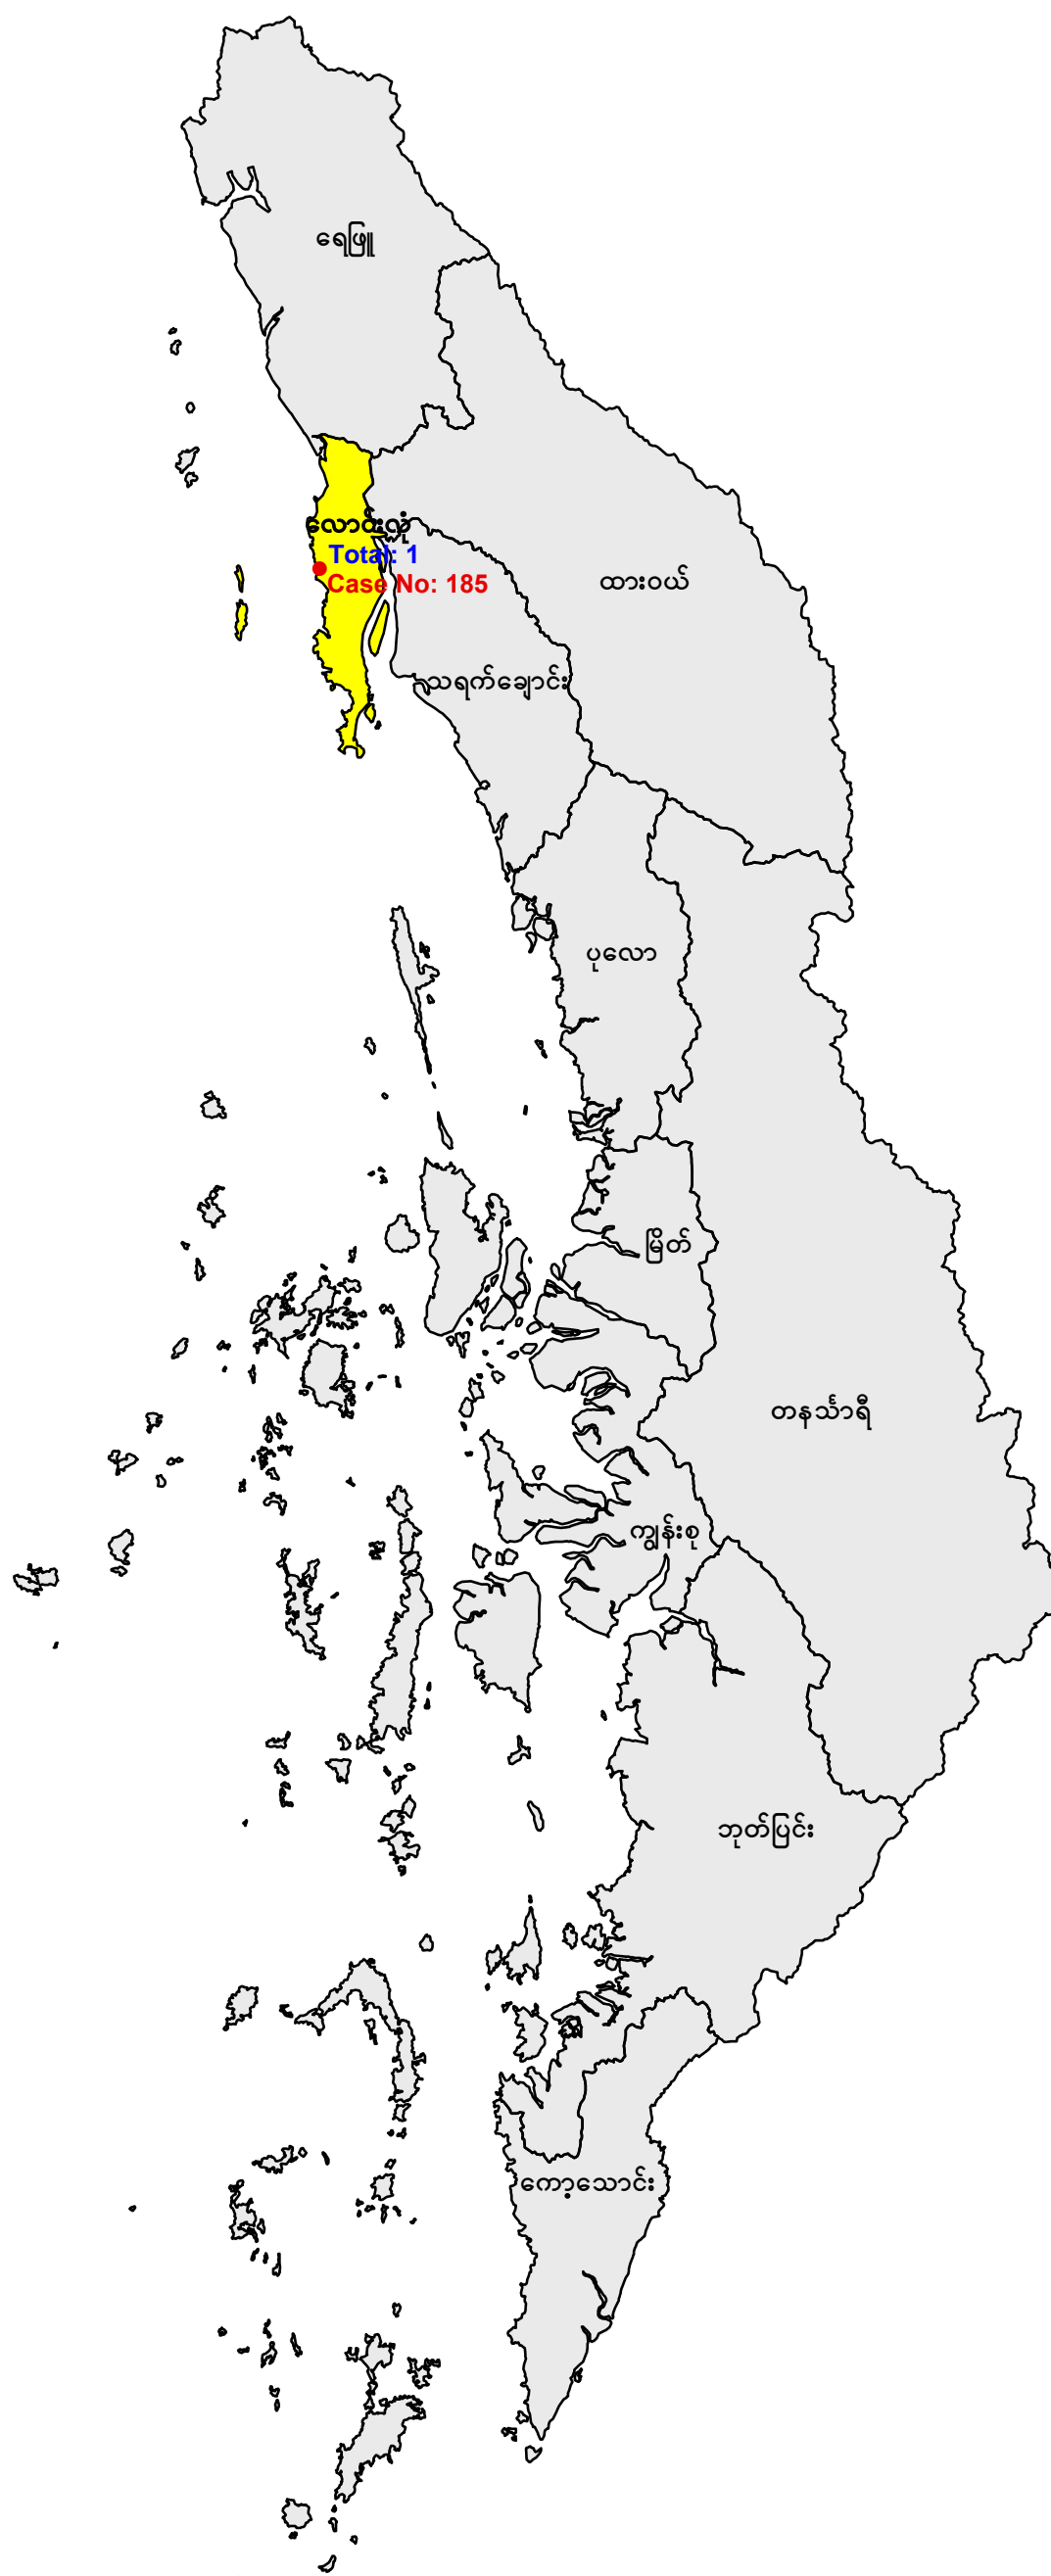 ရေဖြူ
လောင်းလုံ
Total: 1
Case No: 185
ထားဝယ်
သရက်ချောင်း
ပုလော
မြိတ်
တနင်္သာရီ
ကျွန်းစု
ဘုတ်ပြင်း
ကော့သောင်း